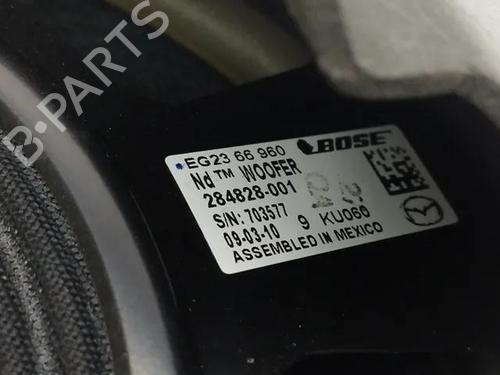 EG23 66 960 BOSE
Nd™ WOOFER
284828-001
S/N: 703577
09-03-10 9 KU060
ASSEMBLED IN MEXICO
B-Parts